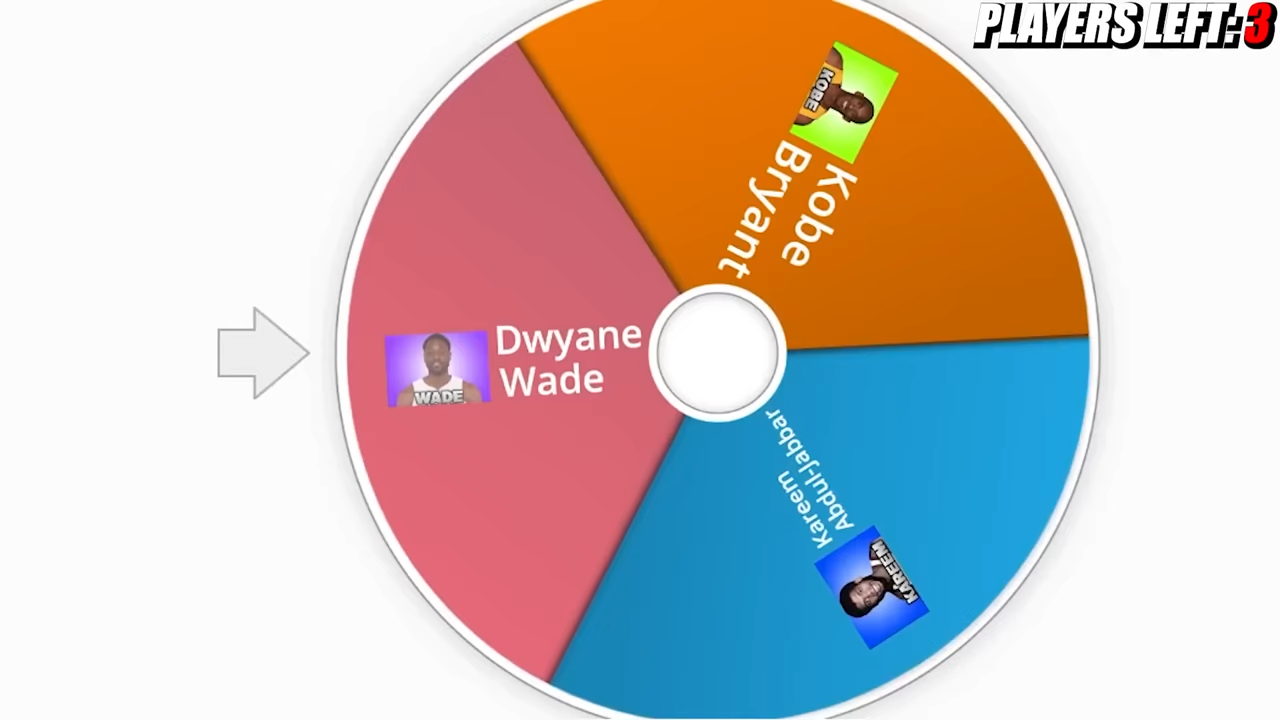 PLAYERS LEFT:3
KOBE
Kobe
Bryant
Dwyane
Wade
WADE
Kareem
Abdul-Jabbar
KAREEM